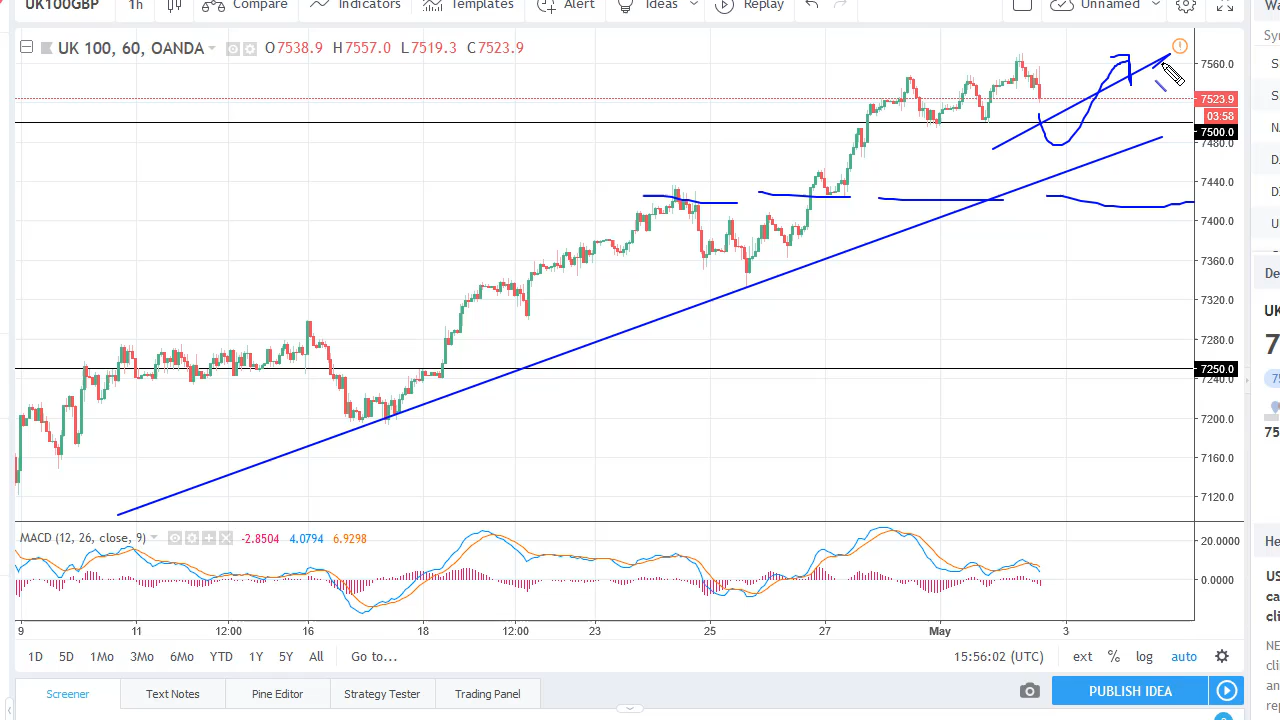 UK100GBP 1h Compare Indicators Templates Alert Ideas Replay Unnamed
UK 100, 60, OANDA O7538.9 H7557.0 L7519.3 C7523.9
7560.0
7523.9
03:58
7500.0
7480.0
7440.0
7400.0
7360.0
7320.0
7280.0
7250.0
7240.0
7200.0
7160.0
7120.0
MACD (12, 26, close, 9) -2.8504 4.0794 6.9298
20.0000
0.0000
9 11 12:00 16 18 12:00 23 25 27 May 3
1D 5D 1Mo 3Mo 6Mo YTD 1Y 5Y All Go to... 15:56:02 (UTC) ext % log auto
Screener Text Notes Pine Editor Strategy Tester Trading Panel PUBLISH IDEA